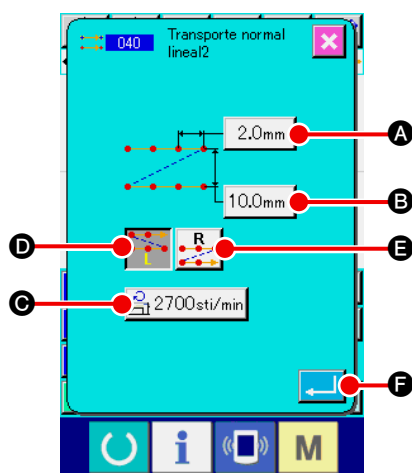 040 Transporte normal
lineal2
2.0mm
A
10.0mm
B
D
L
R
E
C
2700sti/min
F
i
M